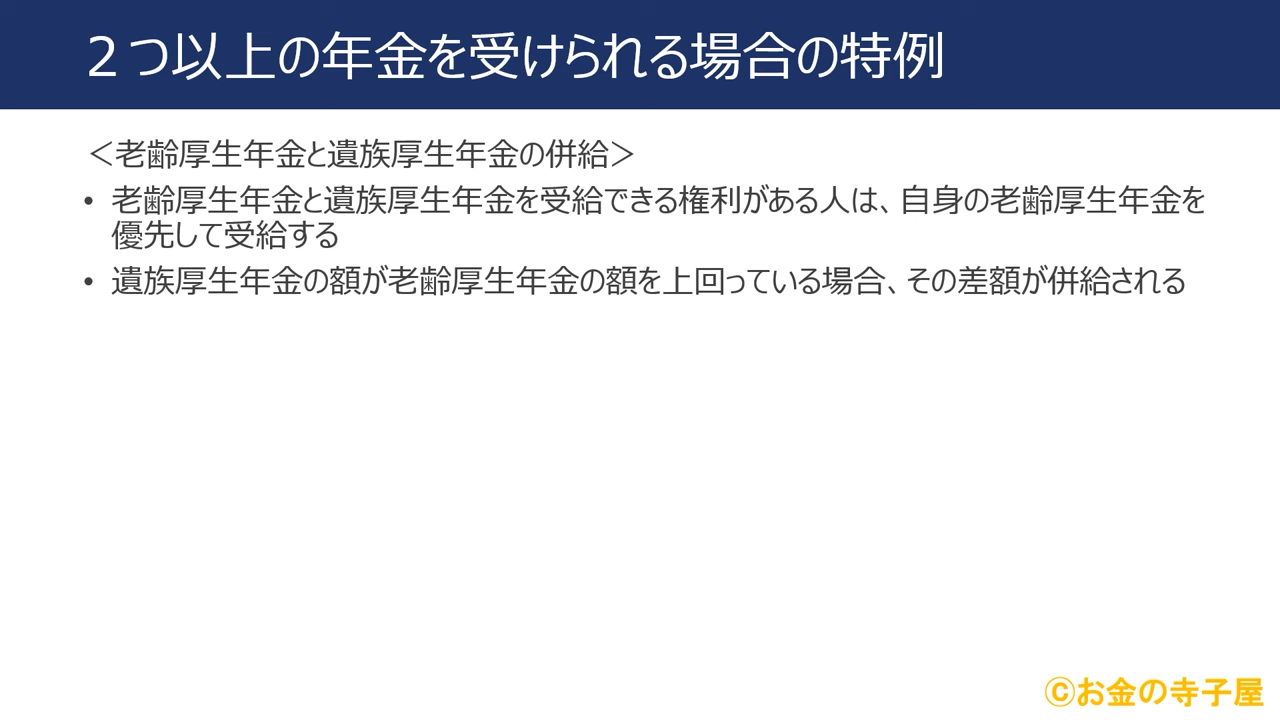 ２つ以上の年金を受けられる場合の特例
＜老齢厚生年金と遺族厚生年金の併給＞
• 老齢厚生年金と遺族厚生年金を受給できる権利がある人は、自身の老齢厚生年金を
優先して受給する
• 遺族厚生年金の額が老齢厚生年金の額を上回っている場合、その差額が併給される
©お金の寺子屋